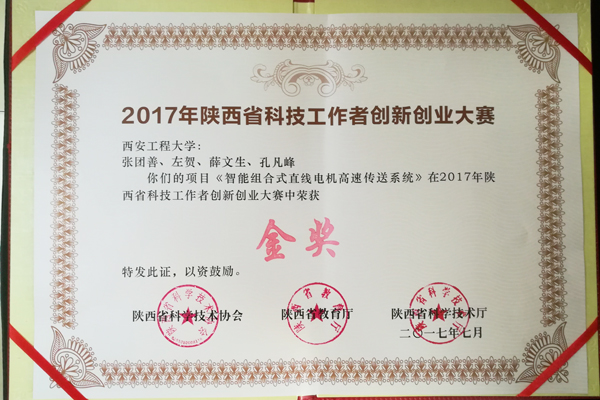 2017年陕西省科技工作者创新创业大赛
西安工程大学：
张团善、左贺、薛文生、孔凡峰
你们的项目《智能组合式直线电机高速传送系统》在2017年陕
西省科技工作者创新创业大赛中荣获
金奖
特发此证，以资鼓励。
陕西省科学技术协会 陕西省教育厅 陕西省科学技术厅
二〇一七年七月